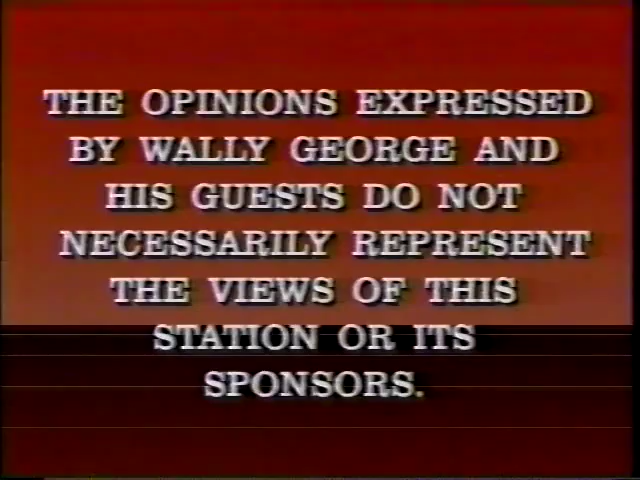 THE OPINIONS EXPRESSED
BY WALLY GEORGE AND
HIS GUESTS DO NOT
NECESSARILY REPRESENT
THE VIEWS OF THIS
STATION OR ITS
SPONSORS.